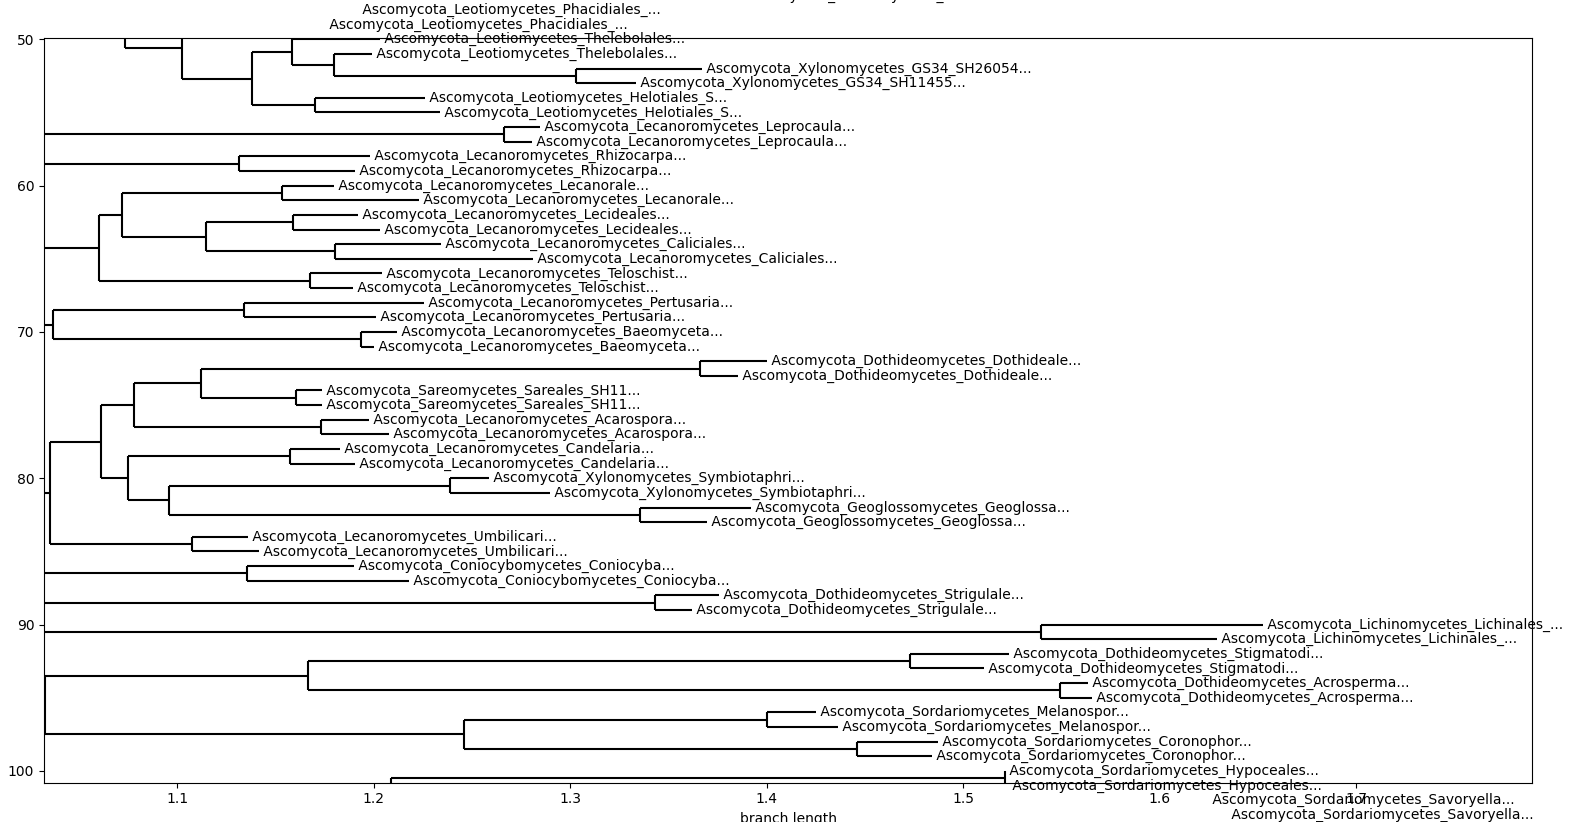 Ascomycota_Leotiomycetes_Phacidiales_...
Ascomycota_Leotiomycetes_Phacidiales_...
50
Ascomycota_Leotiomycetes_Thelebolales...
Ascomycota_Leotiomycetes_Thelebolales...
Ascomycota_Xylonomycetes_GS34_SH26054...
Ascomycota_Xylonomycetes_GS34_SH11455...
Ascomycota_Leotiomycetes_Helotiales_S...
Ascomycota_Leotiomycetes_Helotiales_S...
Ascomycota_Lecanoromycetes_Leprocaula...
Ascomycota_Lecanoromycetes_Leprocaula...
Ascomycota_Lecanoromycetes_Rhizocarpa...
Ascomycota_Lecanoromycetes_Rhizocarpa...
60
Ascomycota_Lecanoromycetes_Lecanorale...
Ascomycota_Lecanoromycetes_Lecanorale...
Ascomycota_Lecanoromycetes_Lecideales...
Ascomycota_Lecanoromycetes_Lecideales...
Ascomycota_Lecanoromycetes_Caliciales...
Ascomycota_Lecanoromycetes_Caliciales...
Ascomycota_Lecanoromycetes_Teloschist...
Ascomycota_Lecanoromycetes_Teloschist...
Ascomycota_Lecanoromycetes_Pertusaria...
Ascomycota_Lecanoromycetes_Pertusaria...
70
Ascomycota_Lecanoromycetes_Baeomyceta...
Ascomycota_Lecanoromycetes_Baeomyceta...
Ascomycota_Dothideomycetes_Dothideale...
Ascomycota_Dothideomycetes_Dothideale...
Ascomycota_Sareomycetes_Sareales_SH11...
Ascomycota_Sareomycetes_Sareales_SH11...
Ascomycota_Lecanoromycetes_Acarospora...
Ascomycota_Lecanoromycetes_Acarospora...
Ascomycota_Lecanoromycetes_Candelaria...
Ascomycota_Lecanoromycetes_Candelaria...
80
Ascomycota_Xylonomycetes_Symbiotaphri...
Ascomycota_Xylonomycetes_Symbiotaphri...
Ascomycota_Geoglossomycetes_Geoglossa...
Ascomycota_Geoglossomycetes_Geoglossa...
Ascomycota_Lecanoromycetes_Umbilicari...
Ascomycota_Lecanoromycetes_Umbilicari...
Ascomycota_Coniocybomycetes_Coniocyba...
Ascomycota_Coniocybomycetes_Coniocyba...
Ascomycota_Dothideomycetes_Strigulale...
Ascomycota_Dothideomycetes_Strigulale...
90
Ascomycota_Lichinomycetes_Lichinales_...
Ascomycota_Lichinomycetes_Lichinales_...
Ascomycota_Dothideomycetes_Stigmatodi...
Ascomycota_Dothideomycetes_Stigmatodi...
Ascomycota_Dothideomycetes_Acrosperma...
Ascomycota_Dothideomycetes_Acrosperma...
Ascomycota_Sordariomycetes_Melanospor...
Ascomycota_Sordariomycetes_Melanospor...
Ascomycota_Sordariomycetes_Coronophor...
Ascomycota_Sordariomycetes_Coronophor...
100
Ascomycota_Sordariomycetes_Hypoceales...
Ascomycota_Sordariomycetes_Hypoceales...
1.1 1.2 1.3 1.4 1.5 1.6 1.7
Ascomycota_Sordariomycetes_Savoryella...
Ascomycota_Sordariomycetes_Savoryella...
branch length